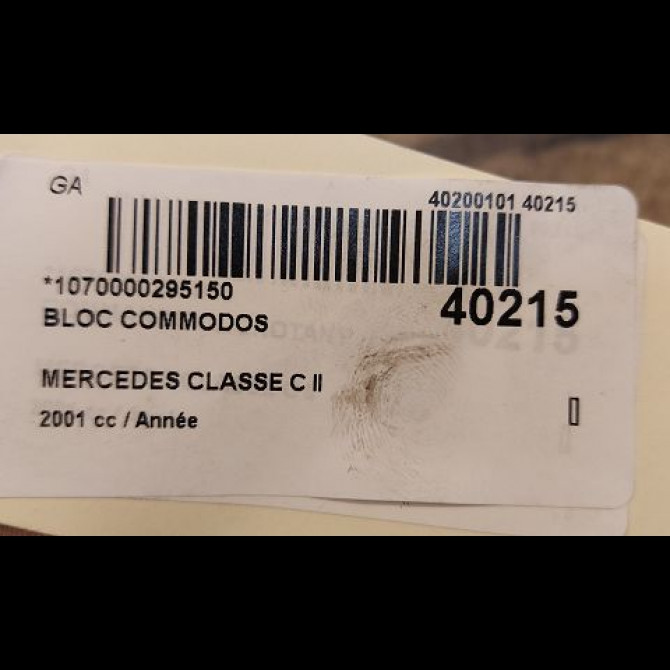 GA
40200101 40215
*1070000295150
40215
BLOC COMMODOS
MERCEDES CLASSE C II
2001 cc / Année